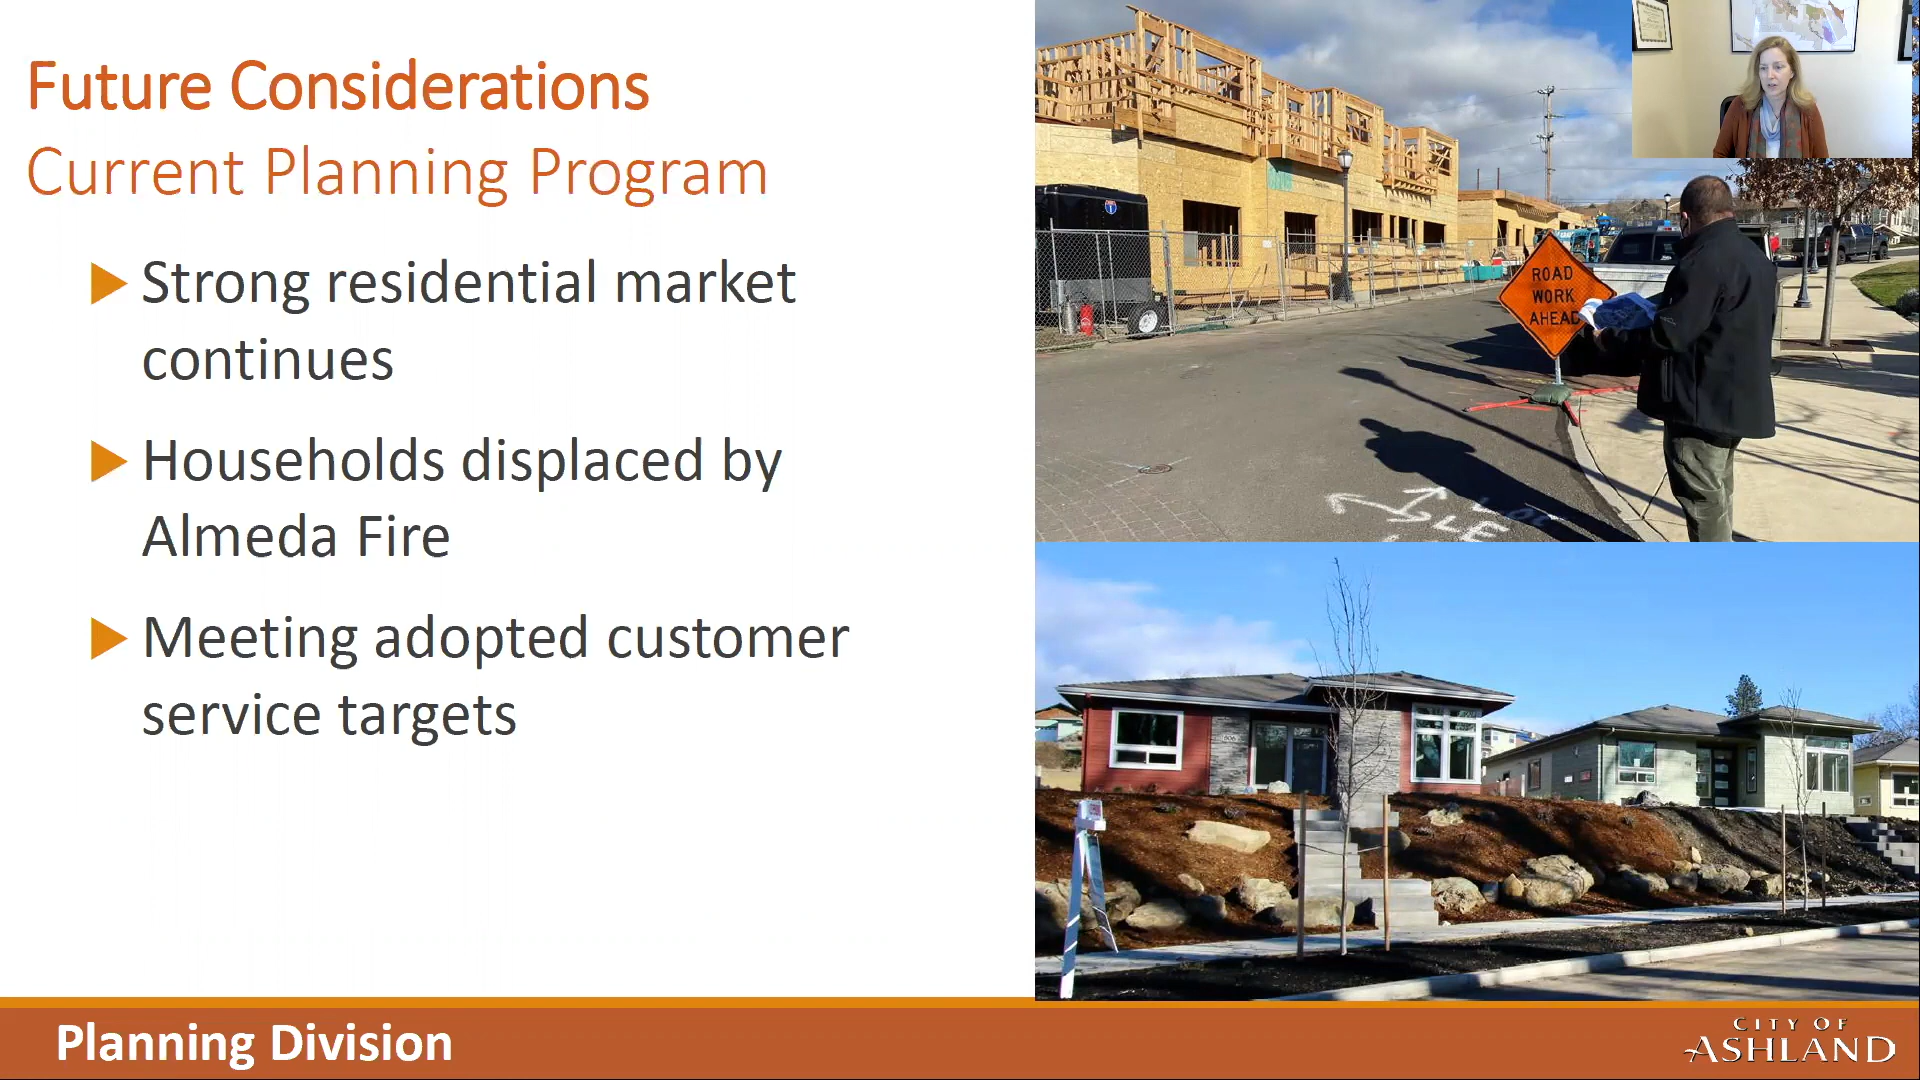 Future Considerations
Current Planning Program
Strong residential market
continues
Households displaced by
Almeda Fire
Meeting adopted customer
service targets
ROAD
WORK
AHEAD
Planning Division
CITY OF
ASHLAND